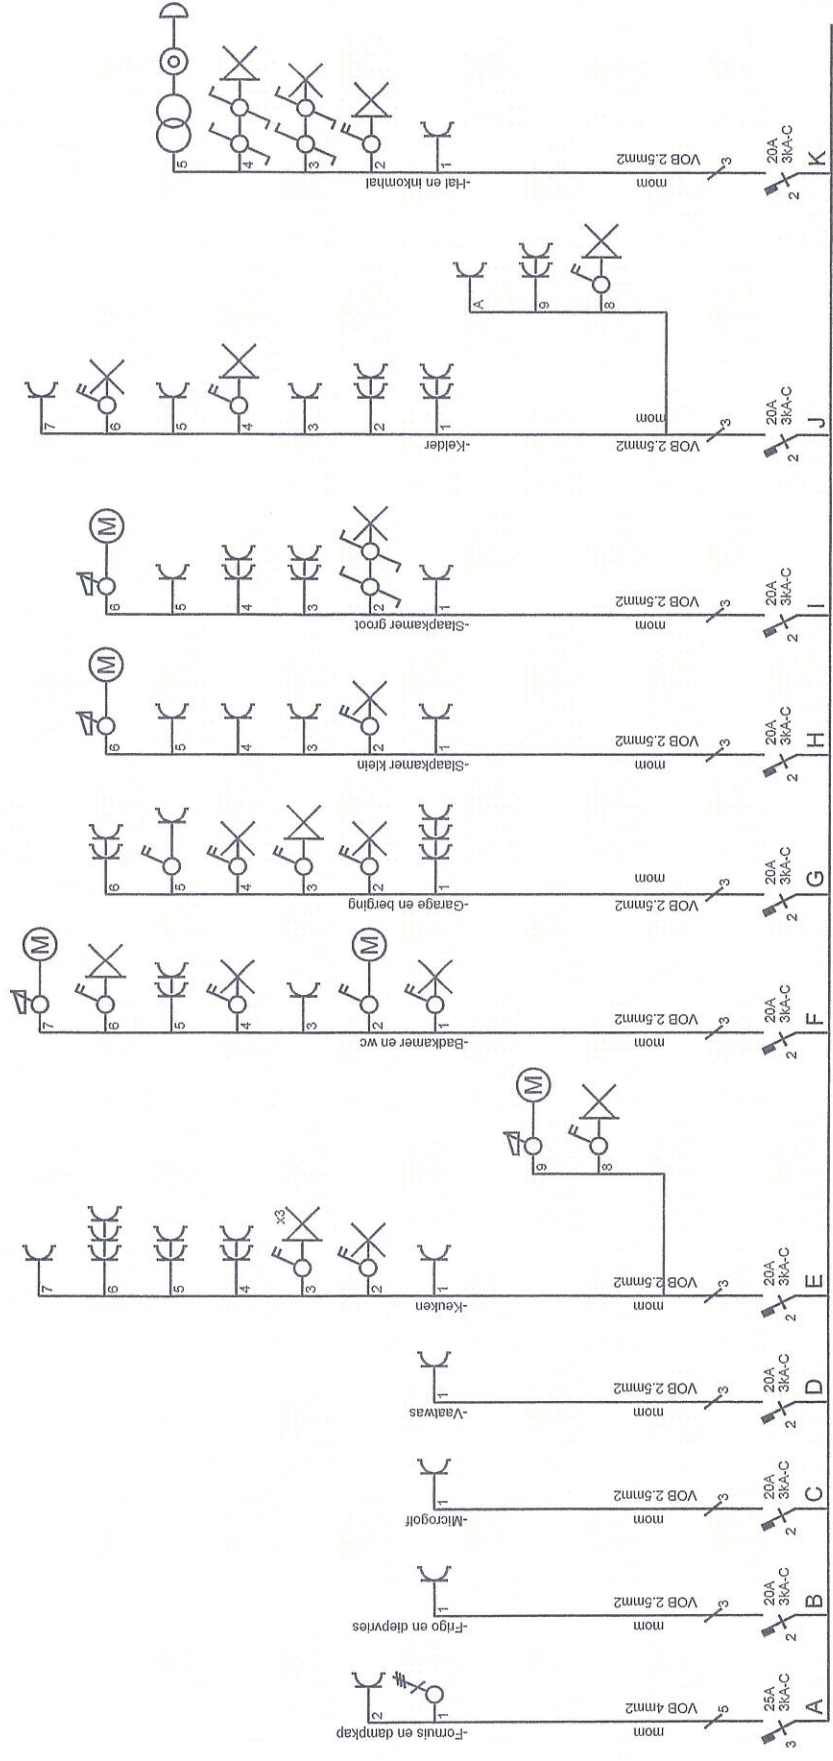 -Fornuis en dampkap
2
1
mom
VOB 4mm2
5
25A
3kA-C
3
A
-Frigo en diepvries
1
mom
VOB 2.5mm2
3
20A
3kA-C
2
B
-Microgolf
1
mom
VOB 2.5mm2
3
20A
3kA-C
2
C
-Vaatwas
1
mom
VOB 2.5mm2
3
20A
3kA-C
2
D
-Keuken
7
6
5
4
3
x3
2
1
9
M
8
mom
VOB 2.5mm2
3
20A
3kA-C
2
E
-Badkamer en wc
7
M
6
5
4
3
2
M
1
mom
VOB 2.5mm2
3
20A
3kA-C
2
F
-Garage en berging
6
5
4
3
2
1
mom
VOB 2.5mm2
3
20A
3kA-C
2
G
-Slaapkamer klein
6
M
5
4
3
2
1
mom
VOB 2.5mm2
3
20A
3kA-C
2
H
-Slaapkamer groot
6
M
5
4
3
2
1
mom
VOB 2.5mm2
3
20A
3kA-C
2
I
-Kelder
7
6
5
4
3
2
1
A
9
8
mom
VOB 2.5mm2
3
20A
3kA-C
2
J
-Hal en inkomhal
5
4
3
2
1
mom
VOB 2.5mm2
3
20A
3kA-C
2
K